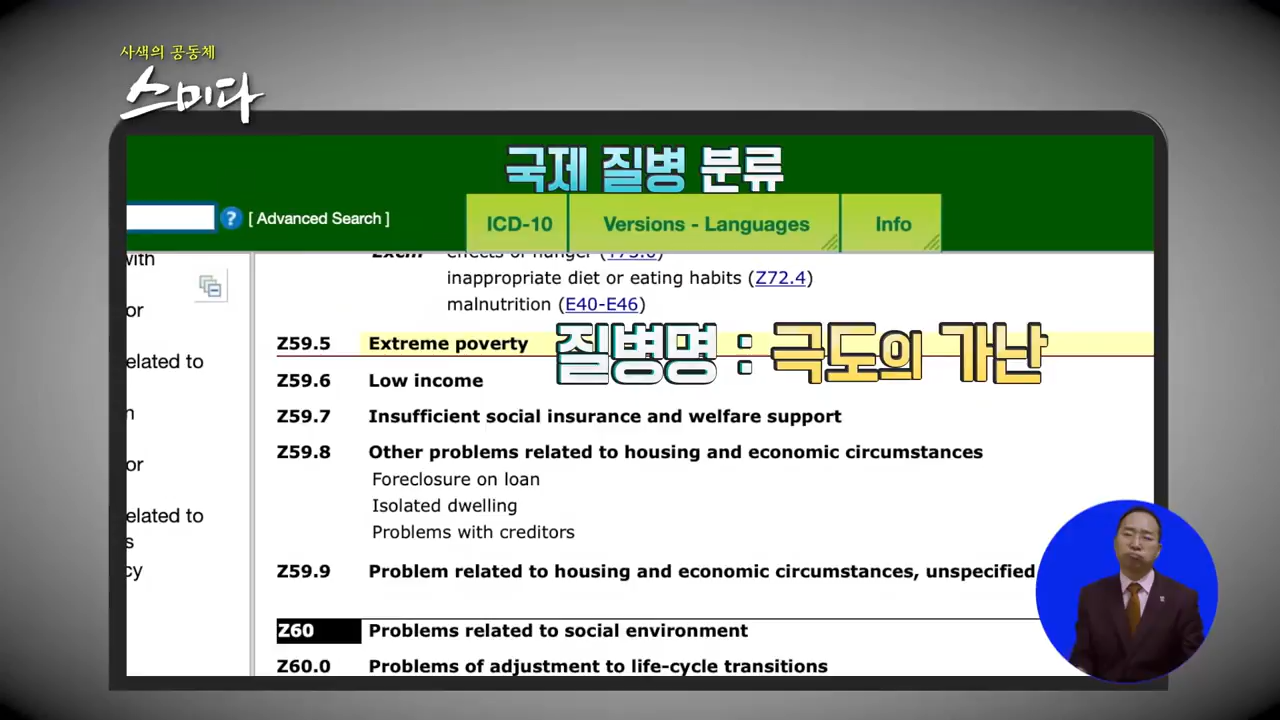 사색의 공동체
스미다
국제 질병 분류
[ Advanced Search ]
ICD-10
Versions - Languages
Info
with
or
elated to
or
elated to
s
cy
effects of hunger (T73.0)
inappropriate diet or eating habits (Z72.4)
malnutrition (E40-E46)
Z59.5 Extreme poverty
질병명 : 극도의 가난
Z59.6 Low income
Z59.7 Insufficient social insurance and welfare support
Z59.8 Other problems related to housing and economic circumstances
Foreclosure on loan
Isolated dwelling
Problems with creditors
Z59.9 Problem related to housing and economic circumstances, unspecified
Z60 Problems related to social environment
Z60.0 Problems of adjustment to life-cycle transitions